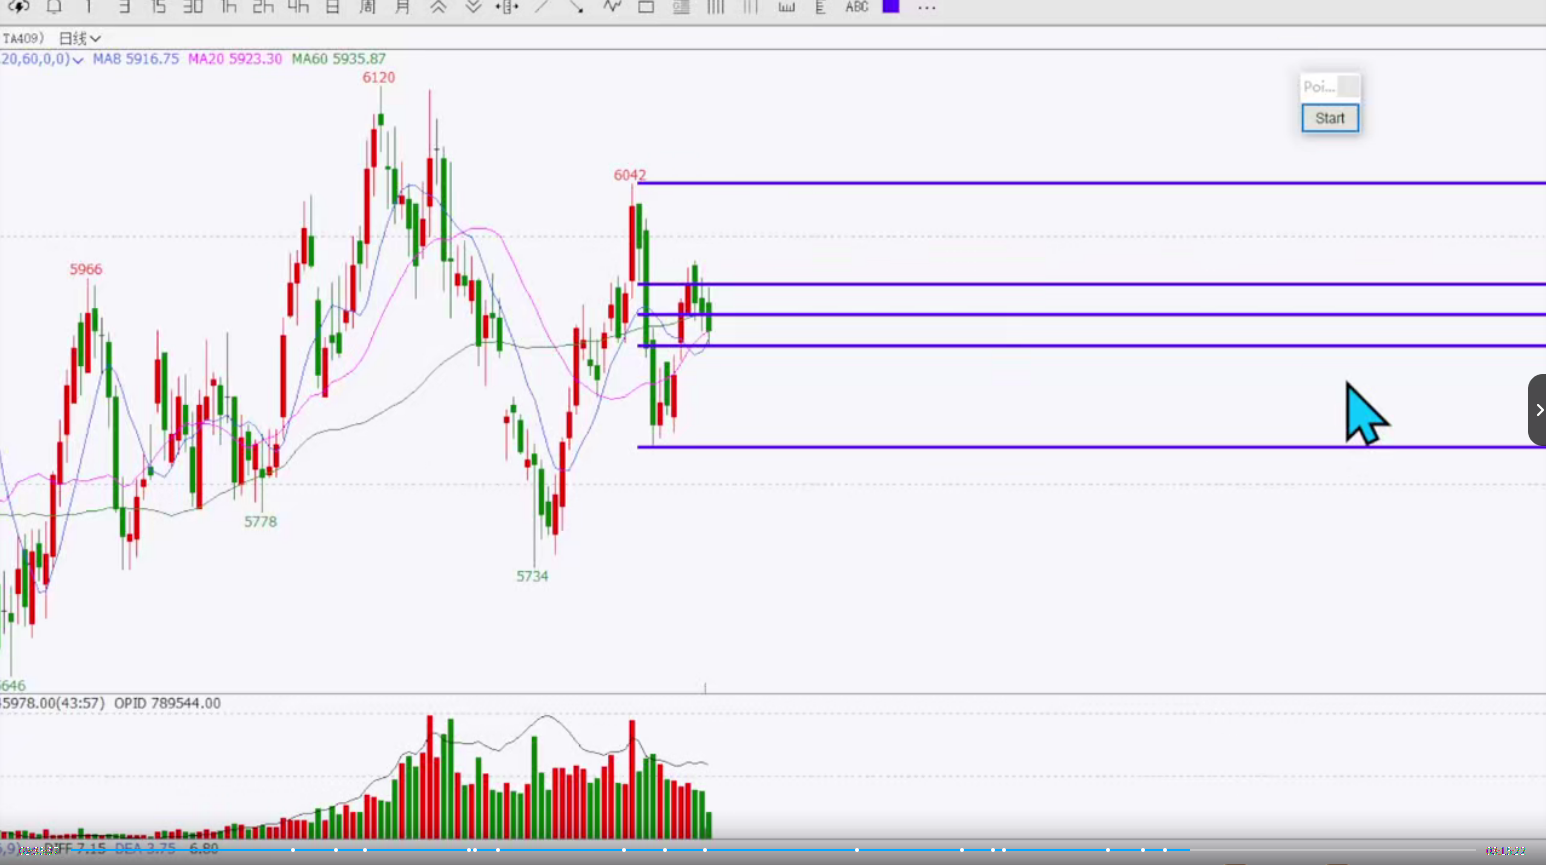 1 3 15 30 1h 2h 4h 日 周 月 ABC ...
TA409) 日线
20,60,0,0) MA8 5916.75 MA20 5923.30 MA60 5935.87
6120
Poi...
Start
6042
5966
5778
5734
5646
45978.00(43:57) OPID 789544.00
DIFF 7.15 DEA 3.75 6.80